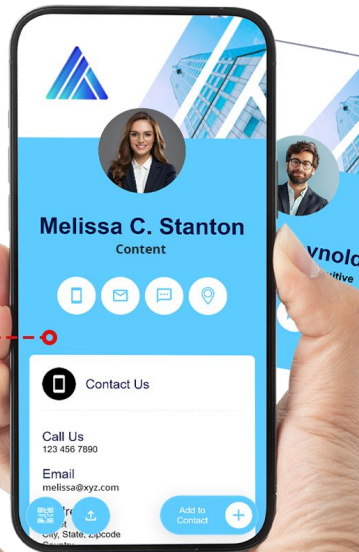 Melissa C. Stanton
Content
Contact Us
Call Us
123 456 7890
Email
melissa@xyz.com
City, State, Zipcode
Country
Add to
Contact